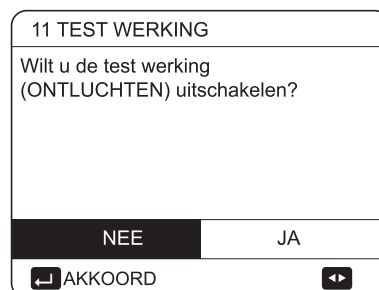 11 TEST WERKING
Wilt u de test werking
(ONTLUCHTEN) uitschakelen?
NEE JA
AKKOORD